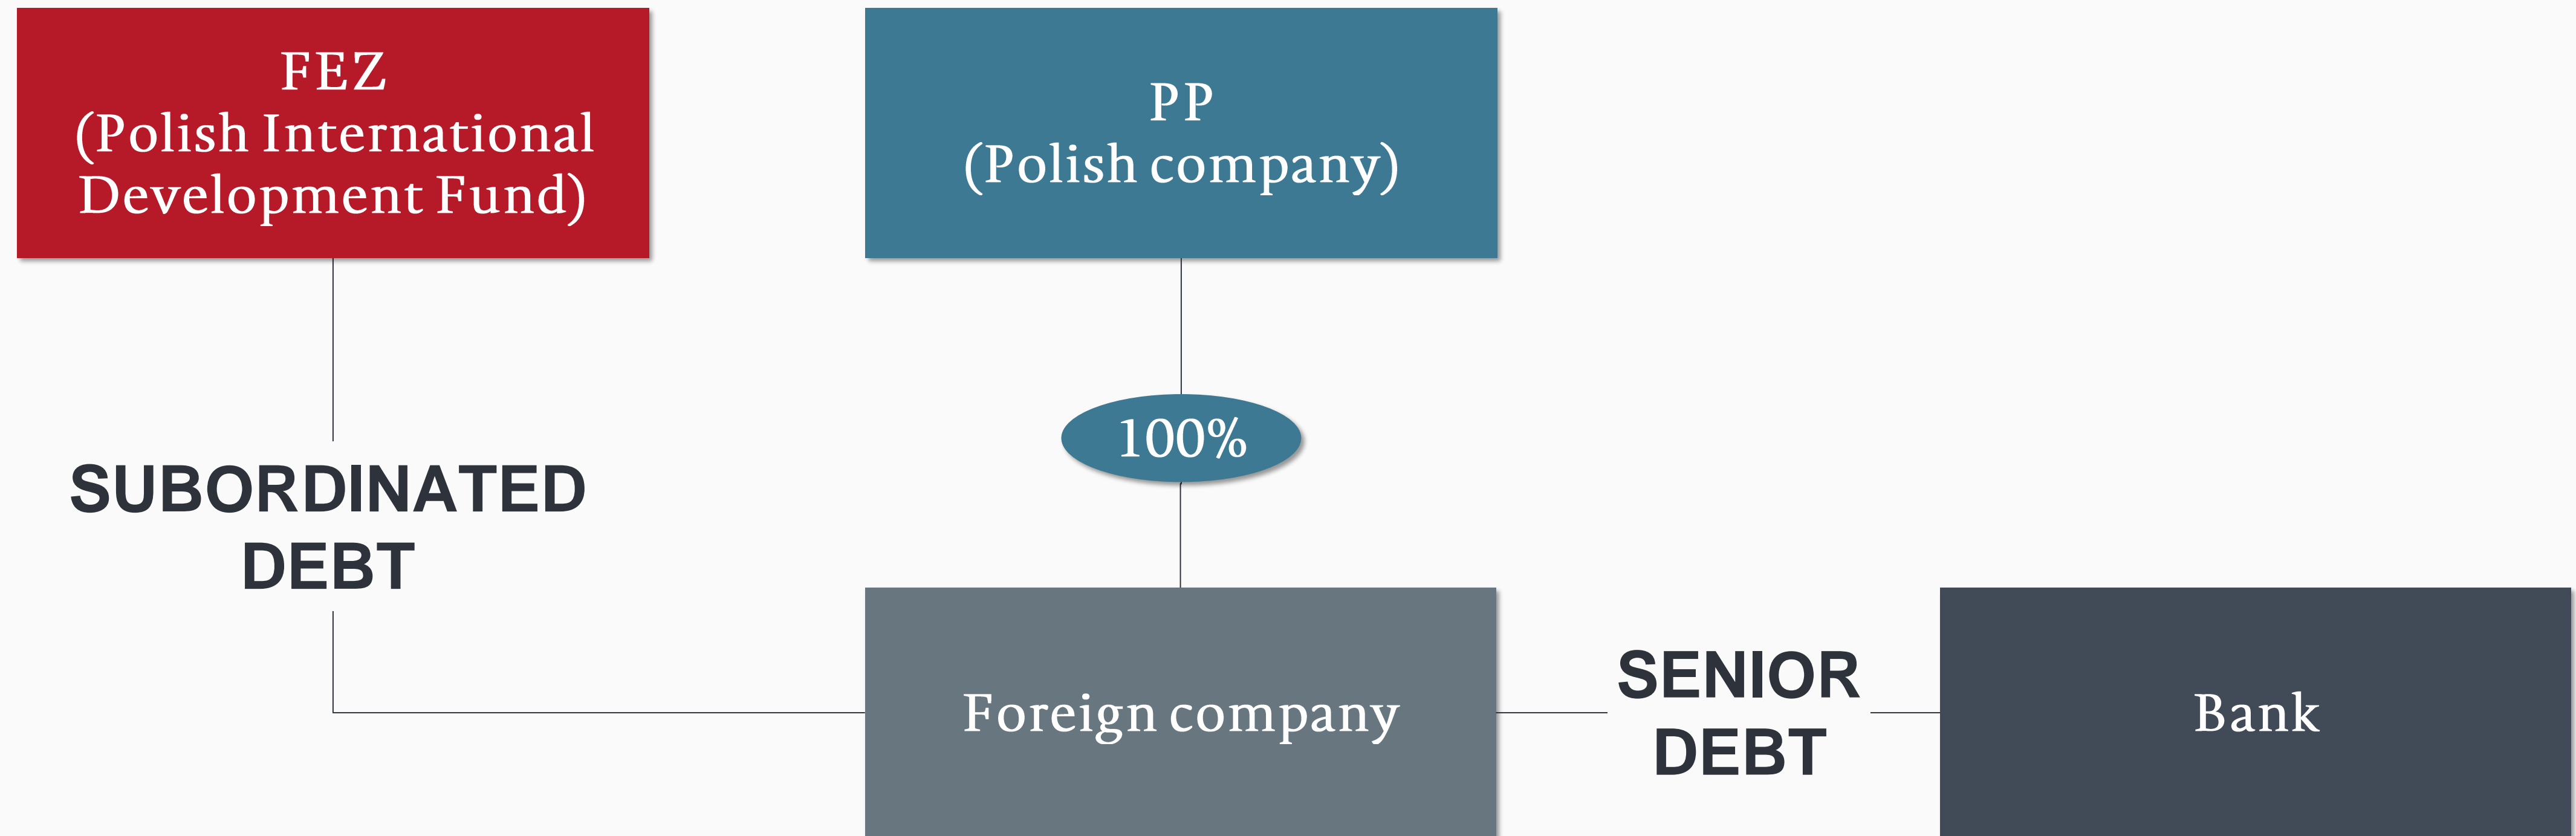 FEZ
(Polish International
Development Fund)
PP
(Polish company)
100%
SUBORDINATED
DEBT
Foreign company
SENIOR
DEBT
Bank